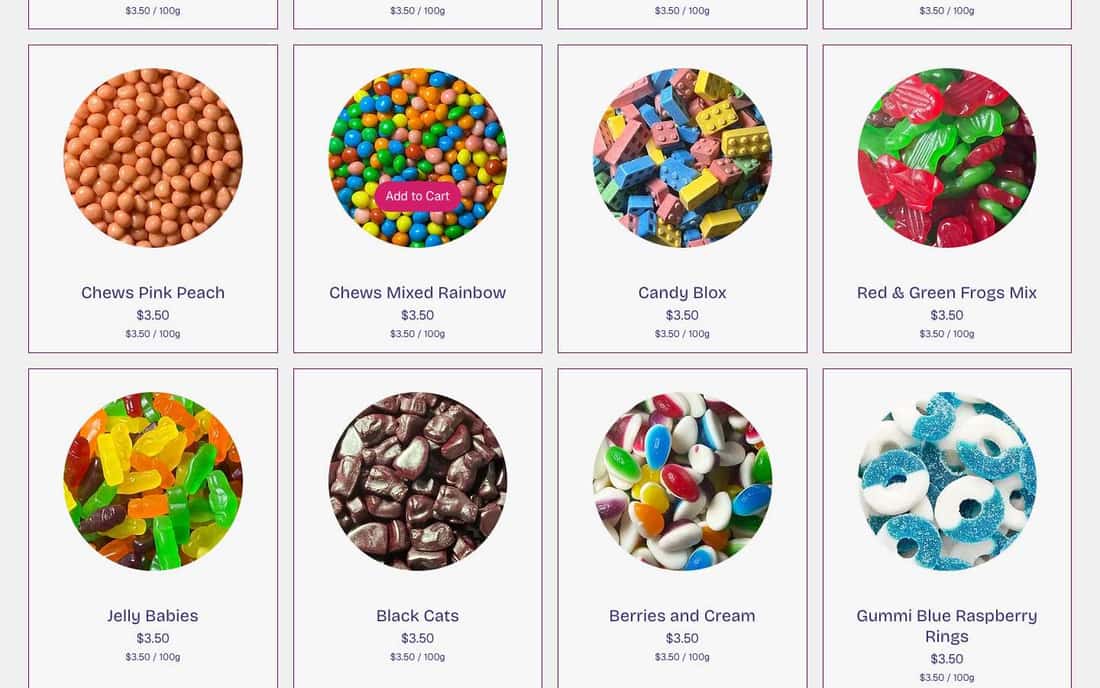 $3.50 / 100g
$3.50 / 100g
$3.50 / 100g
$3.50 / 100g
Add to Cart
Chews Pink Peach
$3.50
$3.50 / 100g
Chews Mixed Rainbow
$3.50
$3.50 / 100g
Candy Blox
$3.50
$3.50 / 100g
Red & Green Frogs Mix
$3.50
$3.50 / 100g
Jelly Babies
$3.50
$3.50 / 100g
Black Cats
$3.50
$3.50 / 100g
Berries and Cream
$3.50
$3.50 / 100g
Gummi Blue Raspberry
Rings
$3.50
$3.50 / 100g